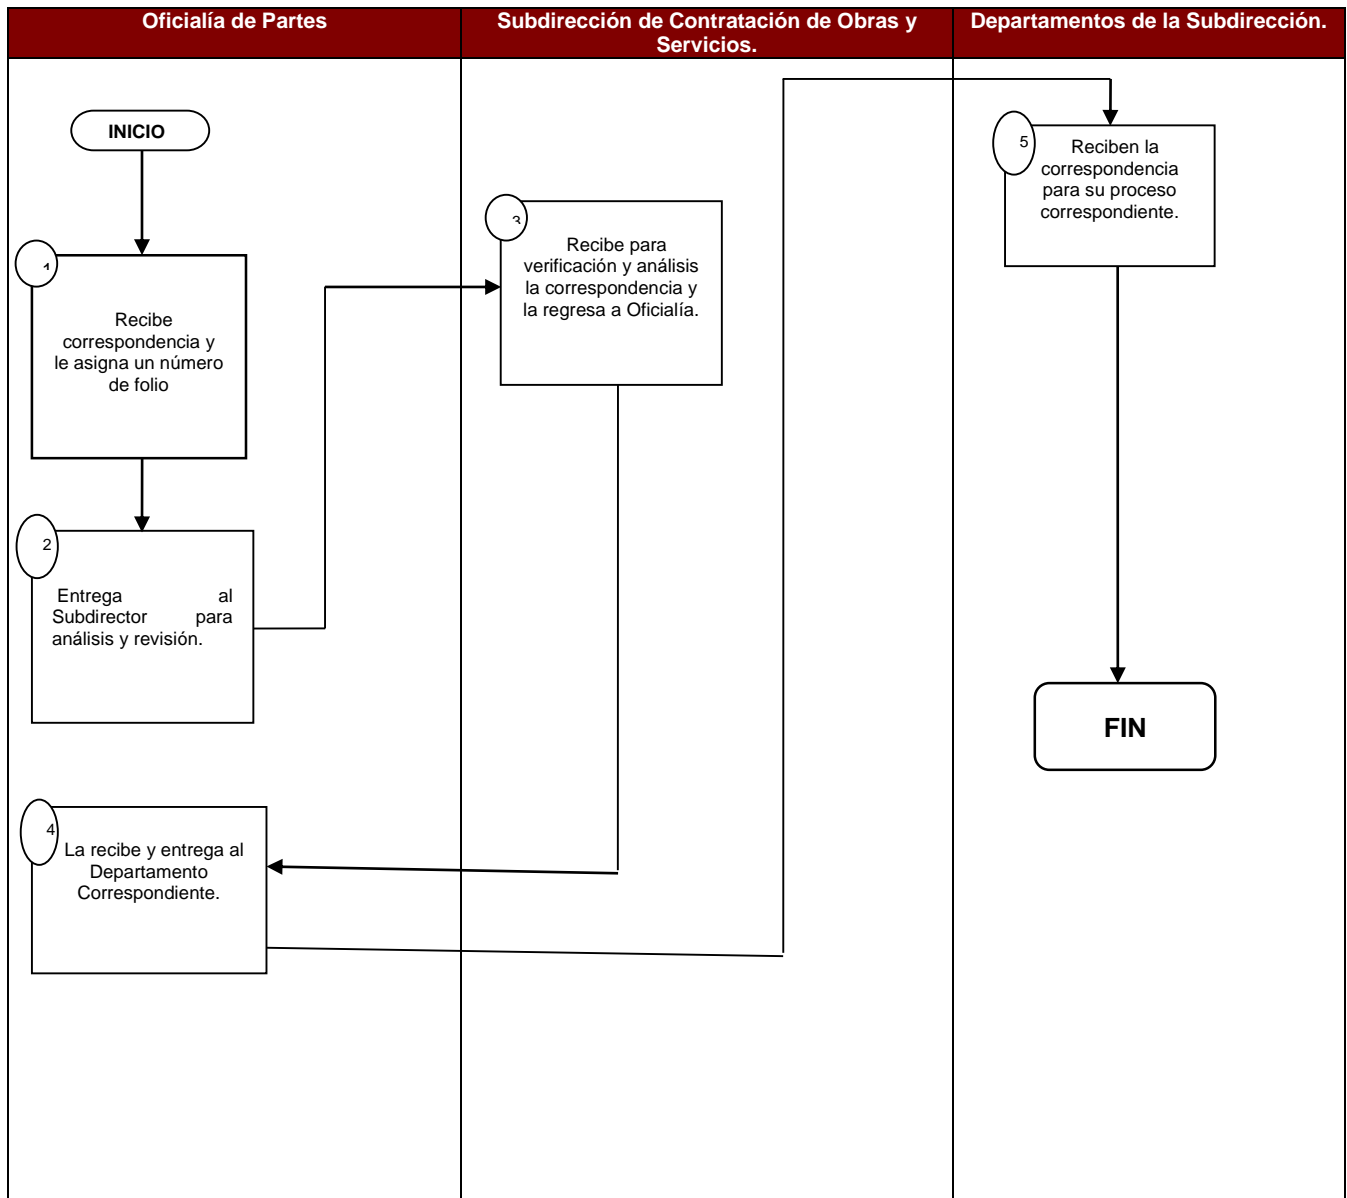 Oficialía de Partes
Subdirección de Contratación de Obras y
Servicios.
Departamentos de la Subdirección.
INICIO
1
Recibe
correspondencia y
le asigna un número
de folio
2
Entrega al
Subdirector para
análisis y revisión.
3
Recibe para
verificación y análisis
la correspondencia y
la regresa a Oficialía.
4
La recibe y entrega al
Departamento
Correspondiente.
5
Reciben la
correspondencia
para su proceso
correspondiente.
FIN